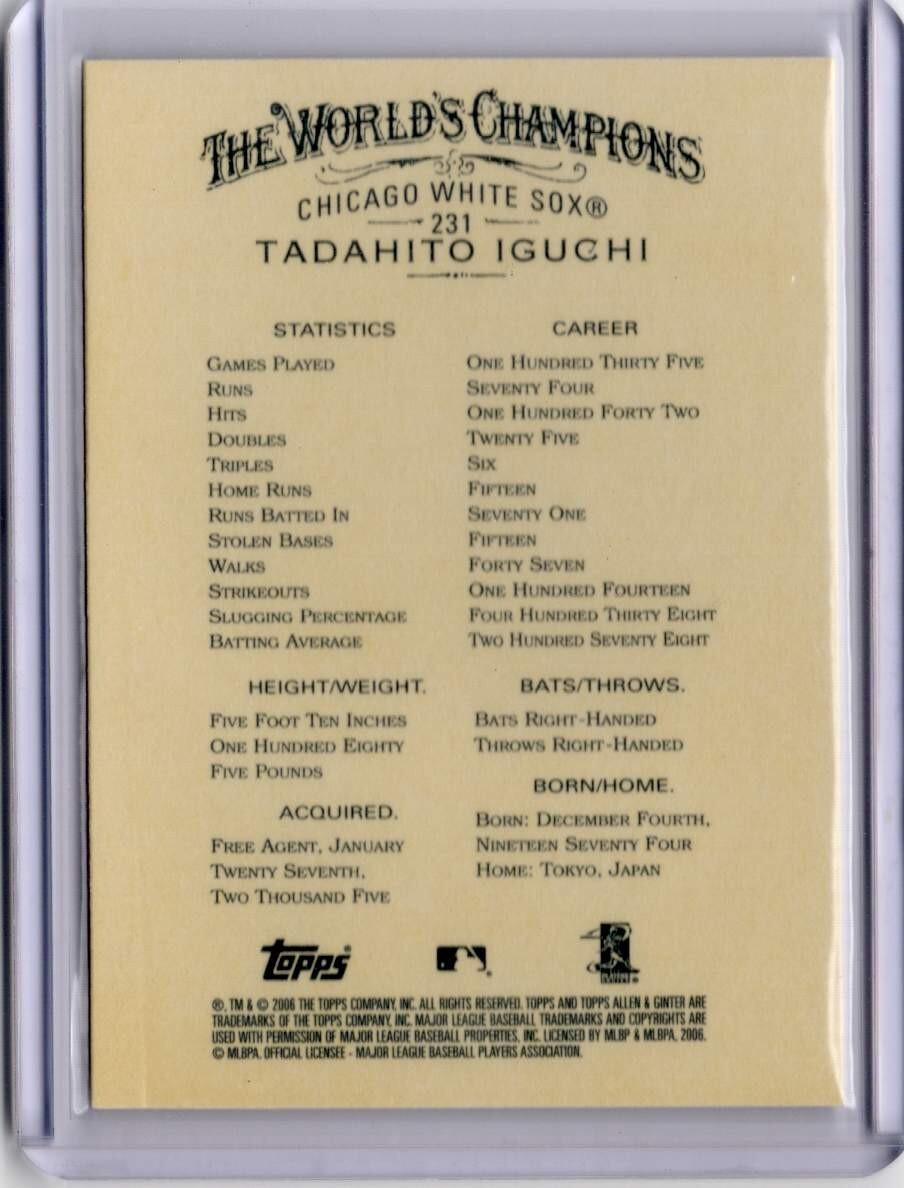 THE WORLD'S CHAMPIONS
CHICAGO WHITE SOX®
231
TADAHITO IGUCHI
STATISTICS CAREER
GAMES PLAYED ONE HUNDRED THIRTY FIVE
RUNS SEVENTY FOUR
HITS ONE HUNDRED FORTY TWO
DOUBLES TWENTY FIVE
TRIPLES SIX
HOME RUNS FIFTEEN
RUNS BATTED IN SEVENTY ONE
STOLEN BASES FIFTEEN
WALKS FORTY SEVEN
STRIKEOUTS ONE HUNDRED FOURTEEN
SLUGGING PERCENTAGE FOUR HUNDRED THIRTY EIGHT
BATTING AVERAGE TWO HUNDRED SEVENTY EIGHT
HEIGHT/WEIGHT.
FIVE FOOT TEN INCHES
ONE HUNDRED EIGHTY
FIVE POUNDS
ACQUIRED.
FREE AGENT, JANUARY
TWENTY SEVENTH,
TWO THOUSAND FIVE
BATS/THROWS.
BATS RIGHT-HANDED
THROWS RIGHT-HANDED
BORN/HOME.
BORN: DECEMBER FOURTH,
NINETEEN SEVENTY FOUR
HOME: TOKYO, JAPAN
topps®
®, TM & © 2006 THE TOPPS COMPANY, INC. ALL RIGHTS RESERVED. TOPPS AND TOPPS ALLEN & GINTER ARE
TRADEMARKS OF THE TOPPS COMPANY, INC. MAJOR LEAGUE BASEBALL TRADEMARKS AND COPYRIGHTS ARE
USED WITH PERMISSION OF MAJOR LEAGUE BASEBALL PROPERTIES, INC. LICENSED BY MLBP & MLBPA, 2006.
© MLBPA. OFFICIAL LICENSEE - MAJOR LEAGUE BASEBALL PLAYERS ASSOCIATION.